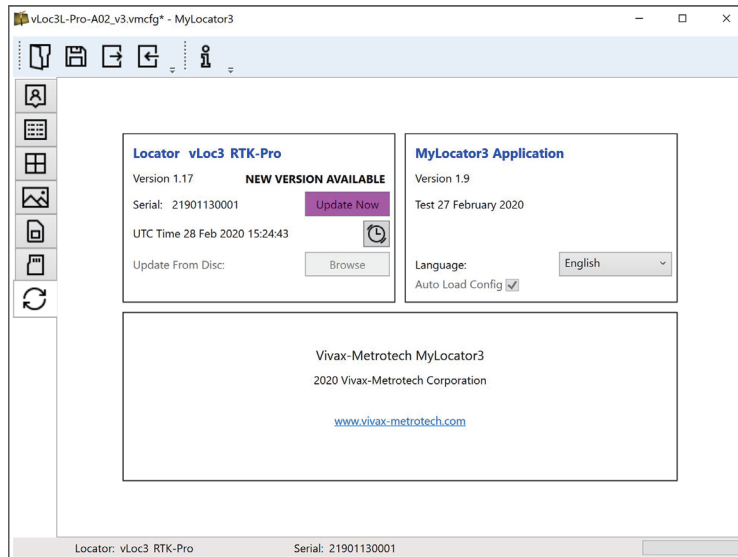 vLoc3L-Pro-A02_v3.vmcfg* - MyLocator3
Locator vLoc3 RTK-Pro
Version 1.17 NEW VERSION AVAILABLE
Serial: 21901130001 Update Now
UTC Time 28 Feb 2020 15:24:43
Update From Disc: Browse
MyLocator3 Application
Version 1.9
Test 27 February 2020
Language: English
Auto Load Config
Vivax-Metrotech MyLocator3
2020 Vivax-Metrotech Corporation
www.vivax-metrotech.com
Locator: vLoc3 RTK-Pro Serial: 21901130001